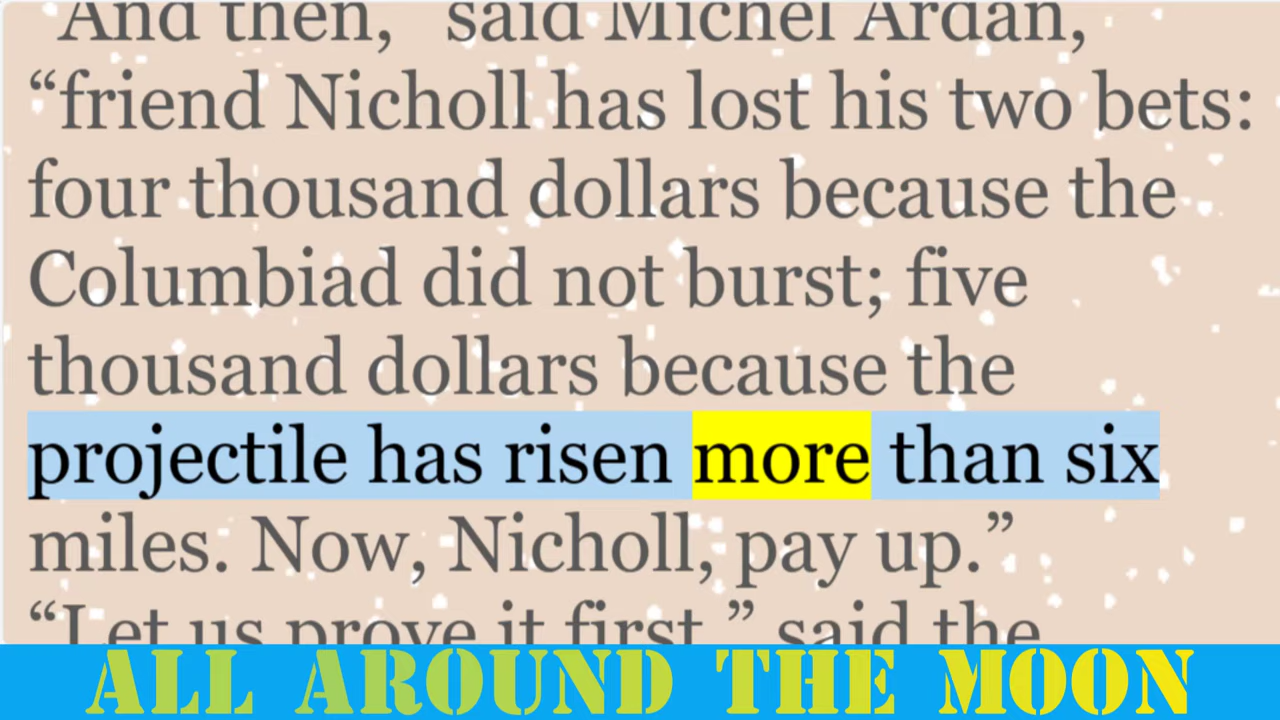 “And then,” said Michel Ardan,
“friend Nicholl has lost his two bets:
four thousand dollars because the
Columbiad did not burst; five
thousand dollars because the
projectile has risen more than six
miles. Now, Nicholl, pay up.”
“Let us prove it first,” said the
ALL AROUND THE MOON